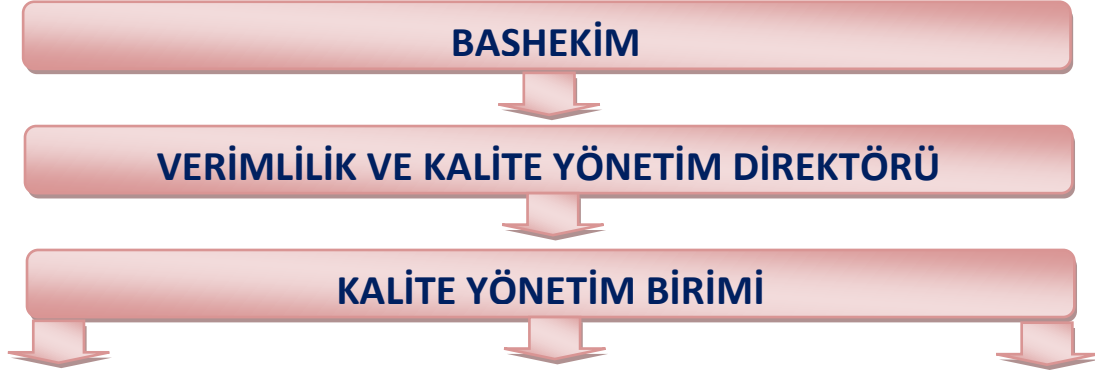 BASHEKİM
VERİMLİLİK VE KALİTE YÖNETİM DİREKTÖRÜ
KALİTE YÖNETİM BİRİMİ